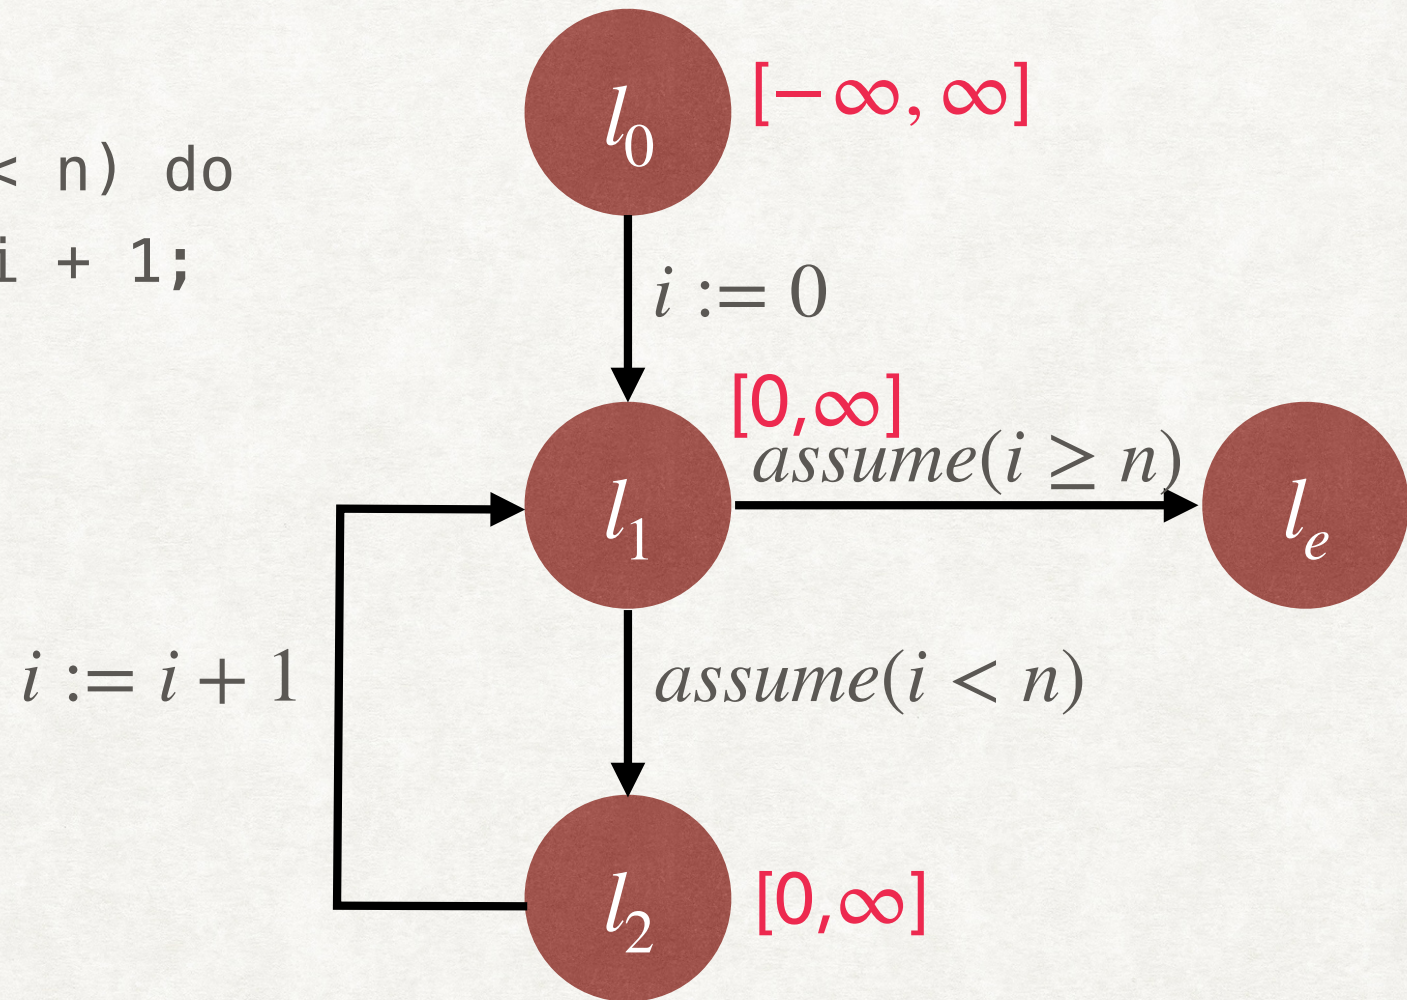 l₀ [−∞, ∞]
< n) do
i + 1;
i := 0
[0,∞]
assume(i ≥ n)
l₁
lₑ
i := i + 1
assume(i < n)
l₂ [0,∞]